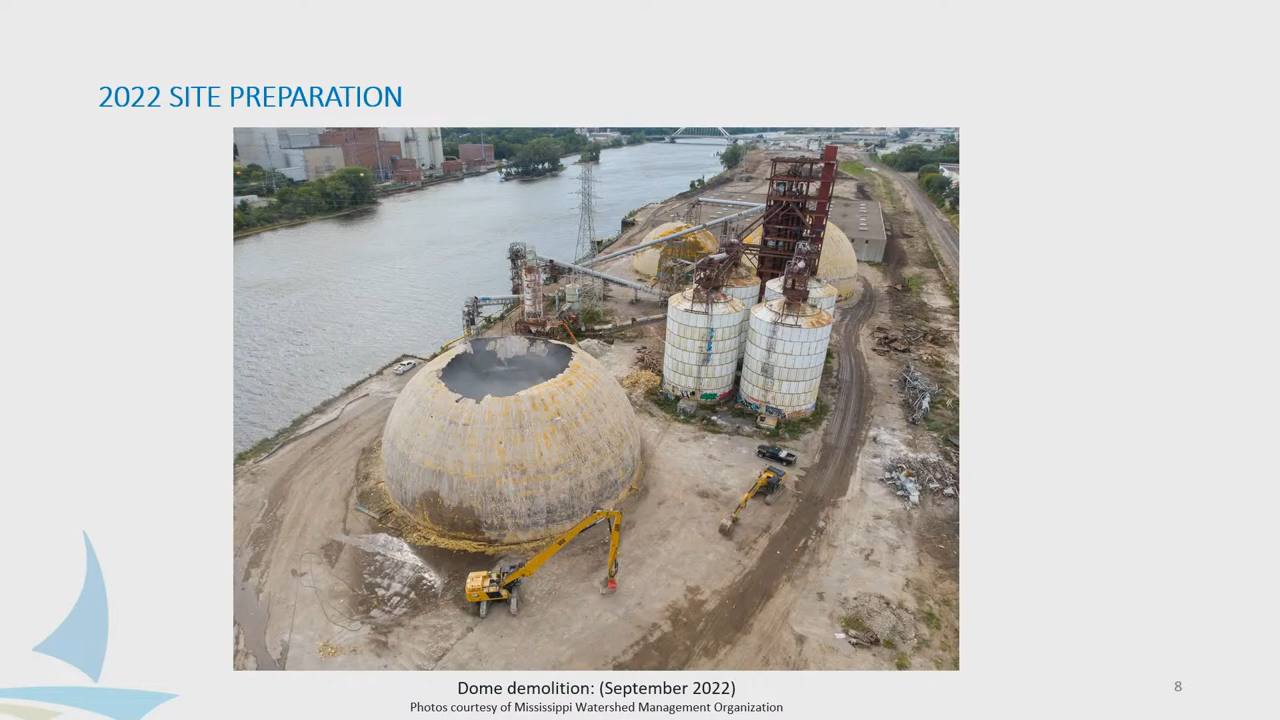 2022 SITE PREPARATION
Dome demolition: (September 2022)
Photos courtesy of Mississippi Watershed Management Organization
8